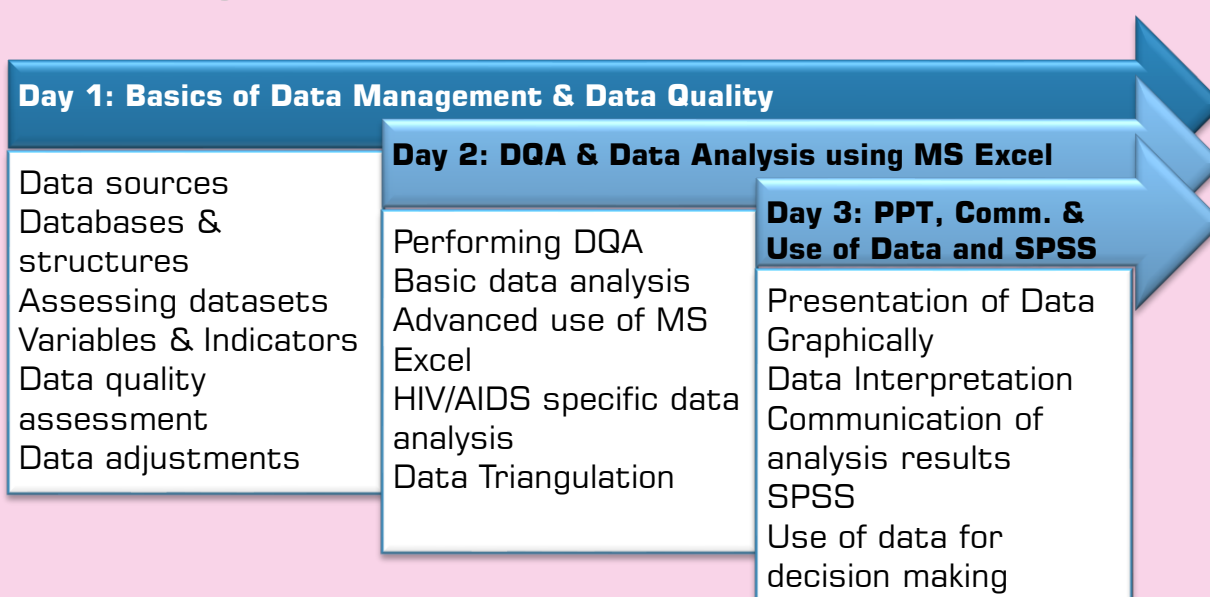 Day 1: Basics of Data Management & Data Quality
Data sources
Databases &
structures
Assessing datasets
Variables & Indicators
Data quality
assessment
Data adjustments
Day 2: DQA & Data Analysis using MS Excel
Performing DQA
Basic data analysis
Advanced use of MS
Excel
HIV/AIDS specific data
analysis
Data Triangulation
Day 3: PPT, Comm. &
Use of Data and SPSS
Presentation of Data
Graphically
Data Interpretation
Communication of
analysis results
SPSS
Use of data for
decision making